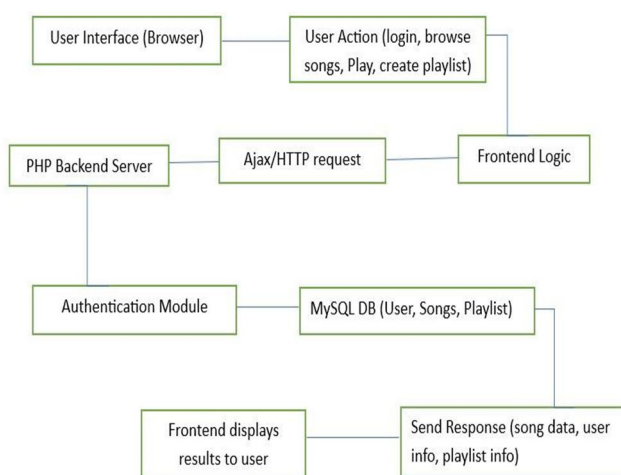 User Interface (Browser)
User Action (login, browse
songs, Play, create playlist)
Frontend Logic
Ajax/HTTP request
PHP Backend Server
Authentication Module
MySQL DB (User, Songs, Playlist)
Send Response (song data, user
info, playlist info)
Frontend displays
results to user